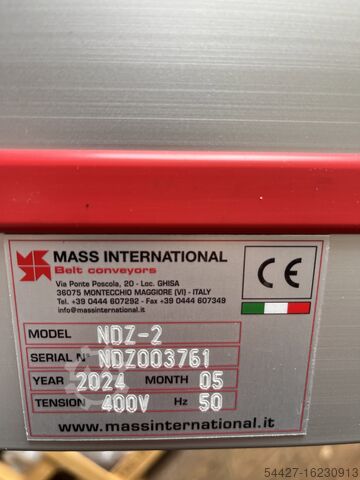 MASS INTERNATIONAL
Belt conveyors
Via Ponte Poscola, 20 - Loc. GHISA
36075 MONTECCHIO MAGGIORE (VI) - ITALY
Tel. +39 0444 607292 - Fax +39 0444 607349
info@massinternational.it
CE
MODEL NDZ-2
SERIAL N° NDZ003761
YEAR 2024 MONTH 05
TENSION 400V Hz 50
www.massinternational.it
54427-16230913